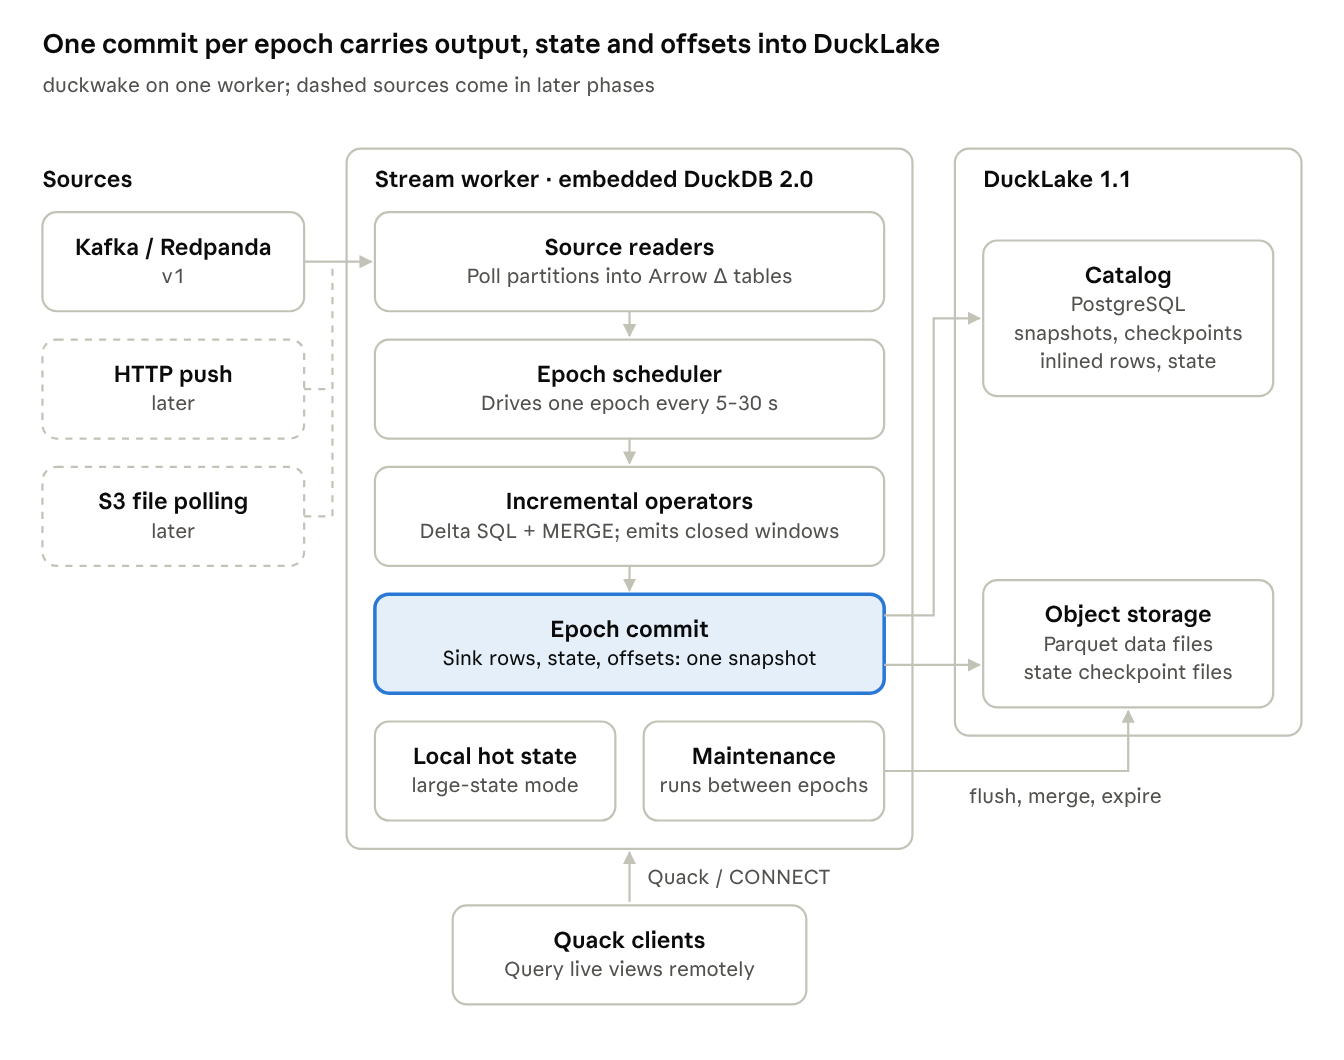 One commit per epoch carries output, state and offsets into DuckLake
duckwake on one worker; dashed sources come in later phases
Sources
Kafka / Redpanda
v1
HTTP push
later
S3 file polling
later
Stream worker · embedded DuckDB 2.0
Source readers
Poll partitions into Arrow Δ tables
Epoch scheduler
Drives one epoch every 5–30 s
Incremental operators
Delta SQL + MERGE; emits closed windows
Epoch commit
Sink rows, state, offsets: one snapshot
Local hot state
large-state mode
Maintenance
runs between epochs
DuckLake 1.1
Catalog
PostgreSQL
snapshots, checkpoints
inlined rows, state
Object storage
Parquet data files
state checkpoint files
flush, merge, expire
Quack / CONNECT
Quack clients
Query live views remotely